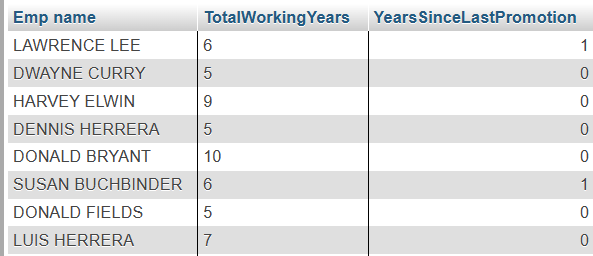 Emp name TotalWorkingYears YearsSinceLastPromotion
LAWRENCE LEE 6 1
DWAYNE CURRY 5 0
HARVEY ELWIN 9 0
DENNIS HERRERA 5 0
DONALD BRYANT 10 0
SUSAN BUCHBINDER 6 1
DONALD FIELDS 5 0
LUIS HERRERA 7 0